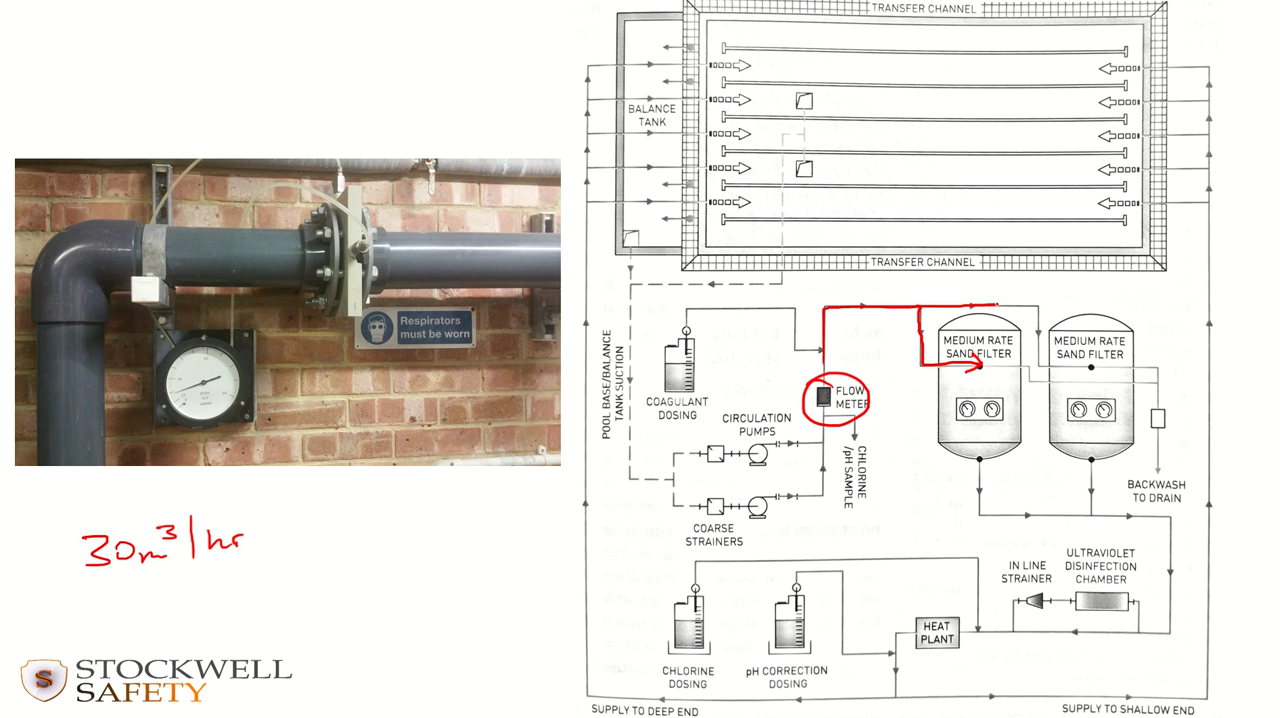 TRANSFER CHANNEL
BALANCE
TANK
TRANSFER CHANNEL
Respirators
must be worn
POOL BASE/BALANCE
TANK SUCTION
COAGULANT
DOSING
FLOW
METER
CIRCULATION
PUMPS
CHLORINE
/pH SAMPLE
COARSE
STRAINERS
MEDIUM RATE
SAND FILTER
MEDIUM RATE
SAND FILTER
BACKWASH
TO DRAIN
30m³/hr
IN LINE
STRAINER
ULTRAVIOLET
DISINFECTION
CHAMBER
HEAT
PLANT
CHLORINE
DOSING
pH CORRECTION
DOSING
S
STOCKWELL
SAFETY
SUPPLY TO DEEP END
SUPPLY TO SHALLOW END